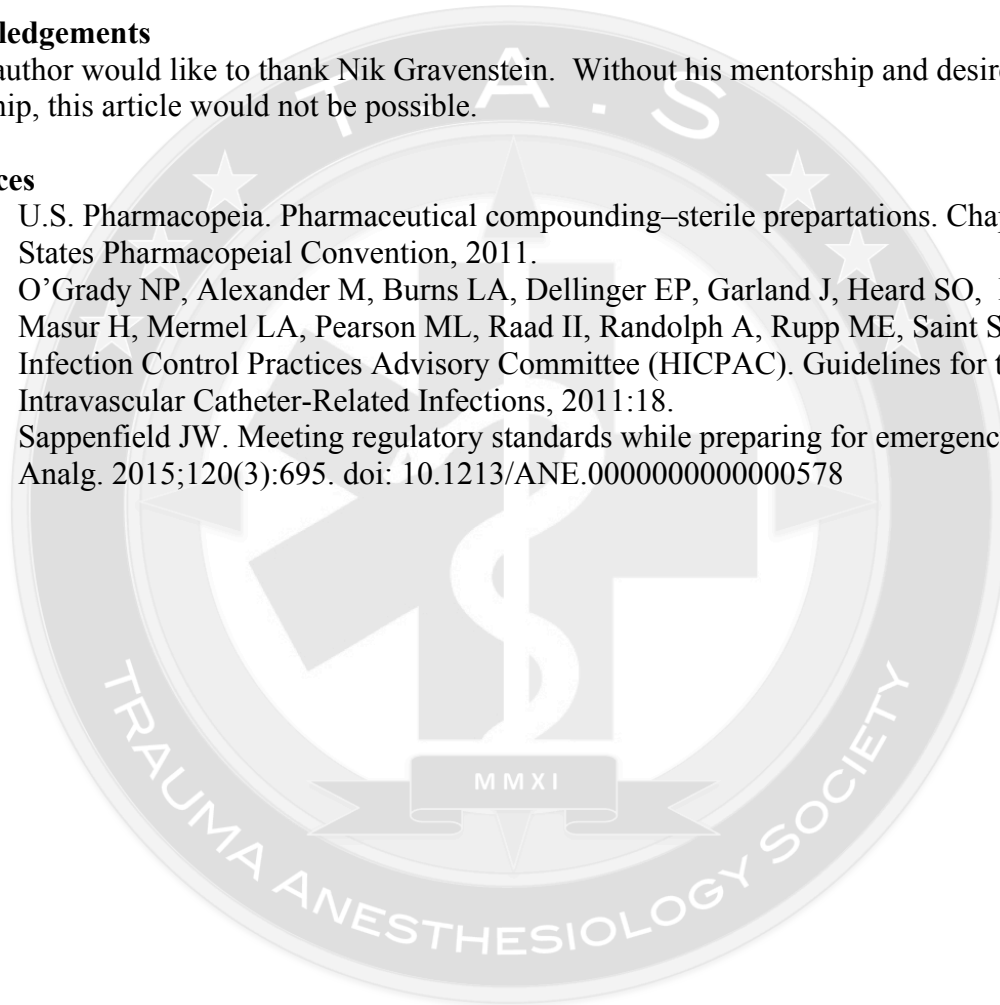 ledgements
author would like to thank Nik Gravenstein.  Without his mentorship and desire
hip, this article would not be possible.
ces
U.S. Pharmacopeia. Pharmaceutical compounding–sterile prepartations. Chap
States Pharmacopeial Convention, 2011.
O’Grady NP, Alexander M, Burns LA, Dellinger EP, Garland J, Heard SO,
Masur H, Mermel LA, Pearson ML, Raad II, Randolph A, Rupp ME, Saint S
Infection Control Practices Advisory Committee (HICPAC). Guidelines for t
Intravascular Catheter-Related Infections, 2011:18.
Sappenfield JW. Meeting regulatory standards while preparing for emergenc
Analg. 2015;120(3):695. doi: 10.1213/ANE.0000000000000578
T · A · S
MMXI
TRAUMA ANESTHESIOLOGY SOCIETY